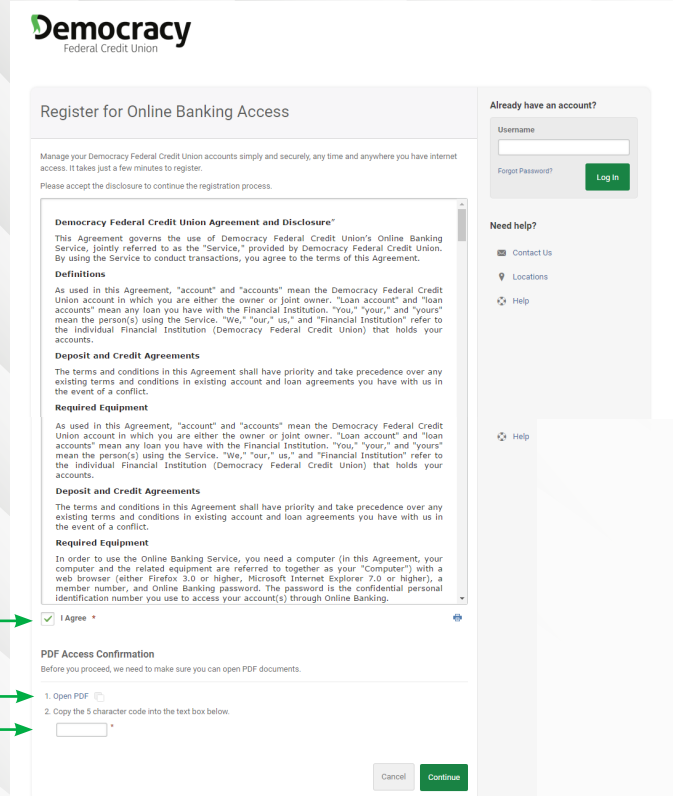 Democracy
Federal Credit Union
Register for Online Banking Access
Manage your Democracy Federal Credit Union accounts simply and securely, any time and anywhere you have internet
access. It takes just a few minutes to register.
Please accept the disclosure to continue the registration process.
Democracy Federal Credit Union Agreement and Disclosure"
This Agreement governs the use of Democracy Federal Credit Union's Online Banking
Service, jointly referred to as the "Service," provided by Democracy Federal Credit Union.
By using the Service to conduct transactions, you agree to the terms of this Agreement.
Definitions
As used in this Agreement, "account" and "accounts" mean the Democracy Federal Credit
Union account in which you are either the owner or joint owner. "Loan account" and "loan
accounts" mean any loan you have with the Financial Institution. "You," "your," and "yours"
mean the person(s) using the Service. "We," "our," us," and "Financial Institution" refer to
the individual Financial Institution (Democracy Federal Credit Union) that holds your
accounts.
Deposit and Credit Agreements
The terms and conditions in this Agreement shall have priority and take precedence over any
existing terms and conditions in existing account and loan agreements you have with us in
the event of a conflict.
Required Equipment
As used in this Agreement, "account" and "accounts" mean the Democracy Federal Credit
Union account in which you are either the owner or joint owner. "Loan account" and "loan
accounts" mean any loan you have with the Financial Institution. "You," "your," and "yours"
mean the person(s) using the Service. "We," "our," us," and "Financial Institution" refer to
the individual Financial Institution (Democracy Federal Credit Union) that holds your
accounts.
Deposit and Credit Agreements
The terms and conditions in this Agreement shall have priority and take precedence over any
existing terms and conditions in existing account and loan agreements you have with us in
the event of a conflict.
Required Equipment
In order to use the Online Banking Service, you need a computer (in this Agreement, your
computer and the related equipment are referred to together as your "Computer") with a
web browser (either Firefox 3.0 or higher, Microsoft Internet Explorer 7.0 or higher), a
member number, and Online Banking password. The password is the confidential personal
identification number you use to access your account(s) through Online Banking.
I Agree *
PDF Access Confirmation
Before you proceed, we need to make sure you can open PDF documents.
1. Open PDF
2. Copy the 5 character code into the text box below.
*
Cancel
Continue
Already have an account?
Username
Forgot Password?
Log In
Need help?
Contact Us
Locations
Help
Help